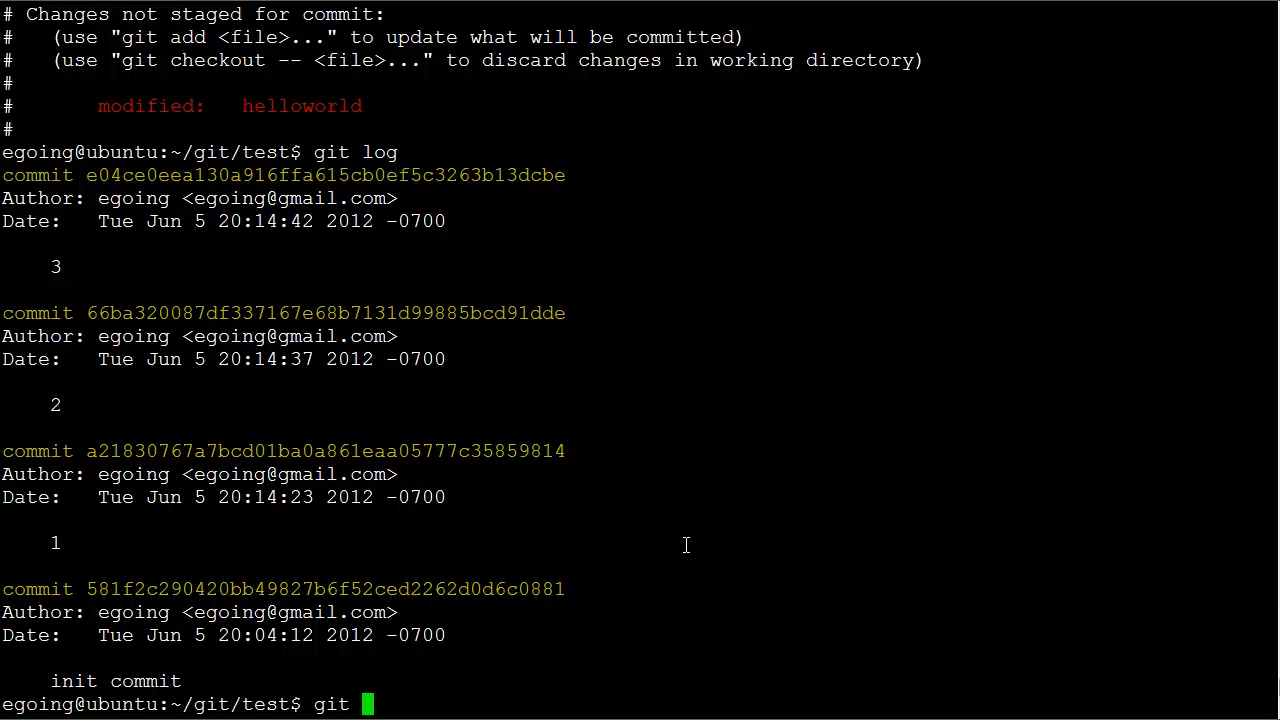 # Changes not staged for commit:
#   (use "git add <file>..." to update what will be committed)
#   (use "git checkout -- <file>..." to discard changes in working directory)
#
#       modified:   helloworld
#
egoing@ubuntu:~/git/test$ git log
commit e04ce0eea130a916ffa615cb0ef5c3263b13dcbe
Author: egoing <egoing@gmail.com>
Date:   Tue Jun 5 20:14:42 2012 -0700
    3
commit 66ba320087df337167e68b7131d99885bcd91dde
Author: egoing <egoing@gmail.com>
Date:   Tue Jun 5 20:14:37 2012 -0700
    2
commit a21830767a7bcd01ba0a861eaa05777c35859814
Author: egoing <egoing@gmail.com>
Date:   Tue Jun 5 20:14:23 2012 -0700
    1
commit 581f2c290420bb49827b6f52ced2262d0d6c0881
Author: egoing <egoing@gmail.com>
Date:   Tue Jun 5 20:04:12 2012 -0700
    init commit
egoing@ubuntu:~/git/test$ git